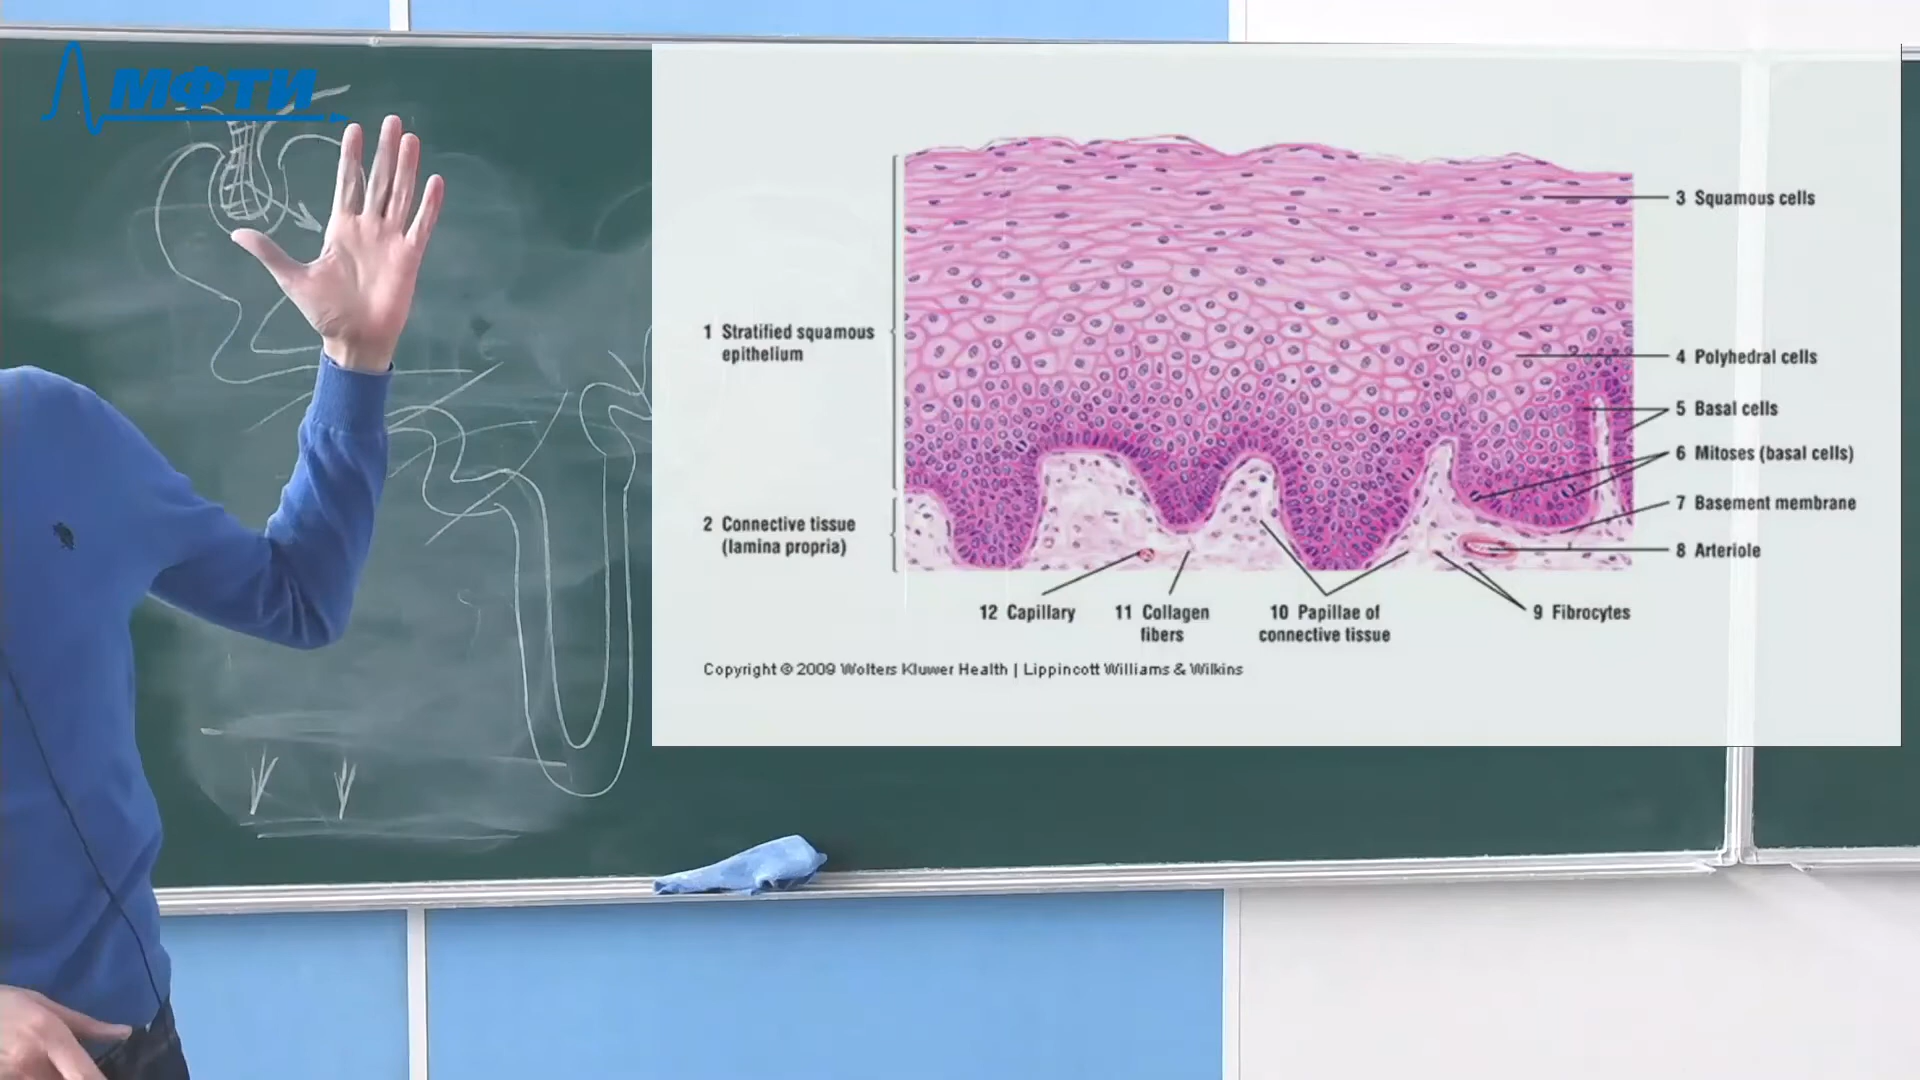 МФТИ
3 Squamous cells
1 Stratified squamous
epithelium
4 Polyhedral cells
5 Basal cells
6 Mitoses (basal cells)
7 Basement membrane
2 Connective tissue
(lamina propria)
8 Arteriole
12 Capillary
11 Collagen
fibers
10 Papillae of
connective tissue
9 Fibrocytes
Copyright © 2009 Wolters Kluwer Health | Lippincott Williams & Wilkins